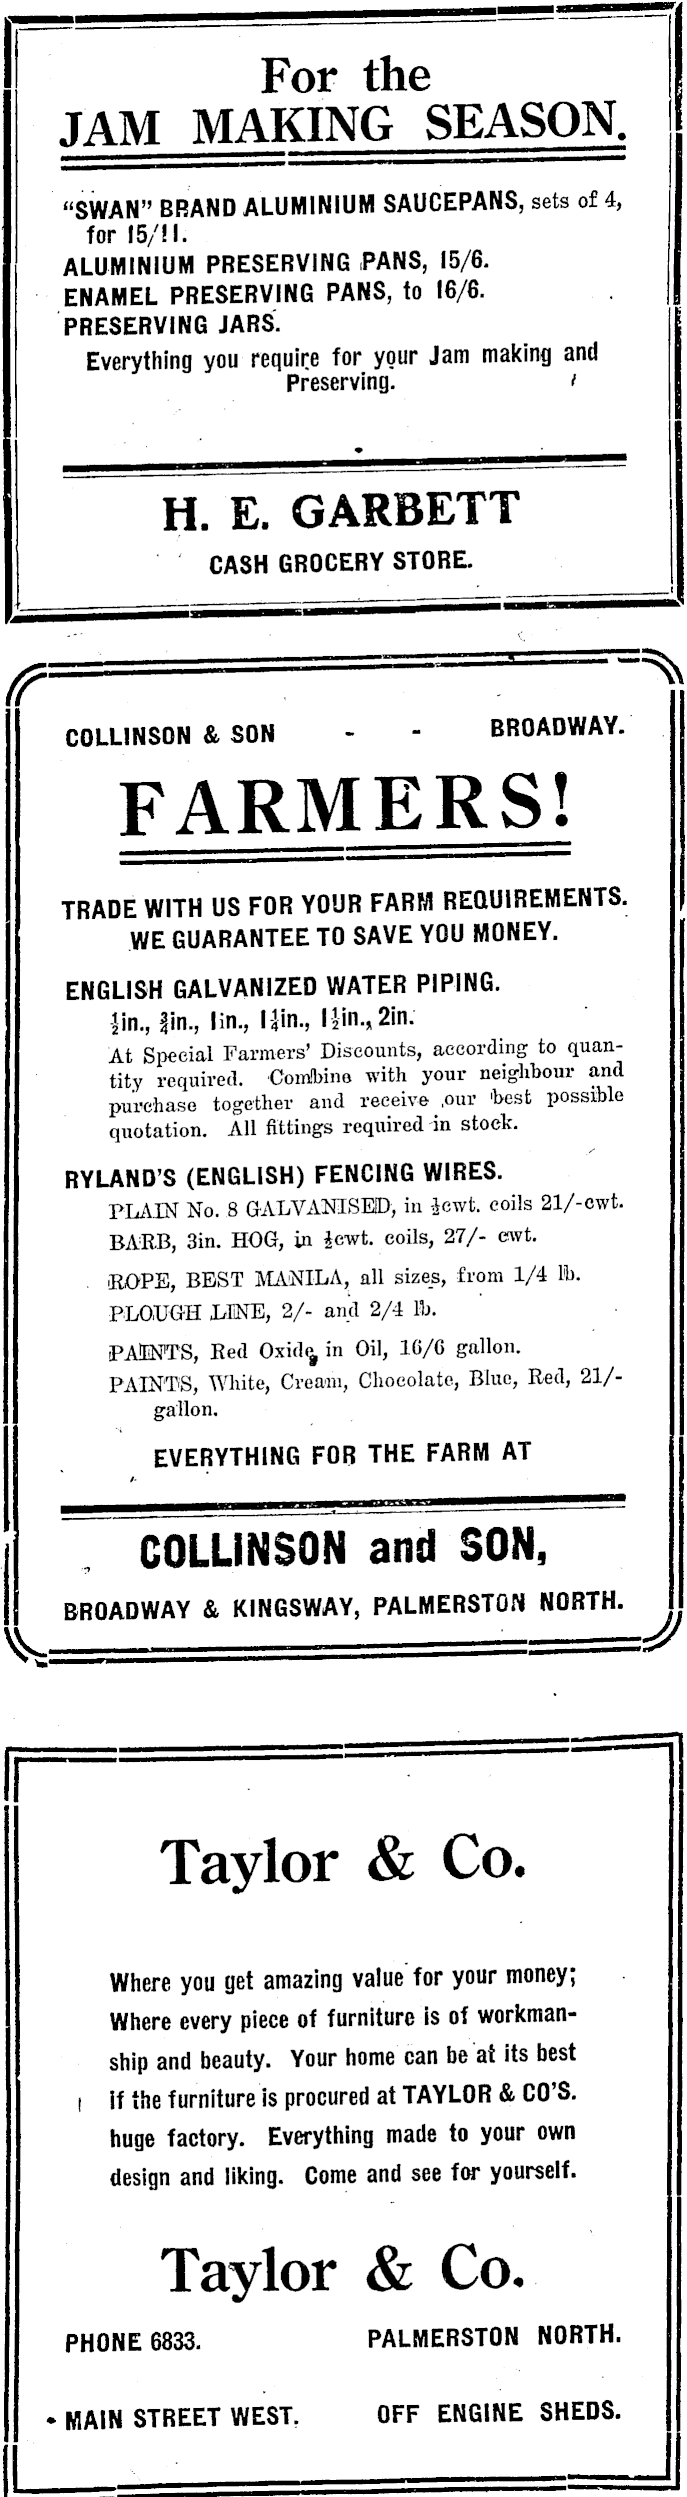 For the
JAM MAKING SEASON.
"SWAN" BRAND ALUMINIUM SAUCEPANS, sets of 4,
for 15/11.
ALUMINIUM PRESERVING PANS, 15/6.
ENAMEL PRESERVING PANS, to 16/6.
PRESERVING JARS.
Everything you require for your Jam making and
Preserving.
H. E. GARBETT
CASH GROCERY STORE.
COLLINSON & SON - - BROADWAY.
FARMERS!
TRADE WITH US FOR YOUR FARM REQUIREMENTS.
WE GUARANTEE TO SAVE YOU MONEY.
ENGLISH GALVANIZED WATER PIPING.
½in., ¾in., 1in., 1¼in., 1½in., 2in.
At Special Farmers' Discounts, according to quan-
tity required. Combine with your neighbour and
purchase together and receive our best possible
quotation. All fittings required in stock.
RYLAND'S (ENGLISH) FENCING WIRES.
PLAIN No. 8 GALVANISED, in ½cwt. coils 21/-cwt.
BARB, 3in. HOG, in ½cwt. coils, 27/- cwt.
ROPE, BEST MANILA, all sizes, from 1/4 lb.
PLOUGH LINE, 2/- and 2/4 lb.
PAINTS, Red Oxide, in Oil, 16/6 gallon.
PAINTS, White, Cream, Chocolate, Blue, Red, 21/-
gallon.
EVERYTHING FOR THE FARM AT
COLLINSON and SON,
BROADWAY & KINGSWAY, PALMERSTON NORTH.
Taylor & Co.
Where you get amazing value for your money;
Where every piece of furniture is of workman-
ship and beauty. Your home can be at its best
if the furniture is procured at TAYLOR & CO'S.
huge factory. Everything made to your own
design and liking. Come and see for yourself.
Taylor & Co.
PHONE 6833. PALMERSTON NORTH.
MAIN STREET WEST. OFF ENGINE SHEDS.